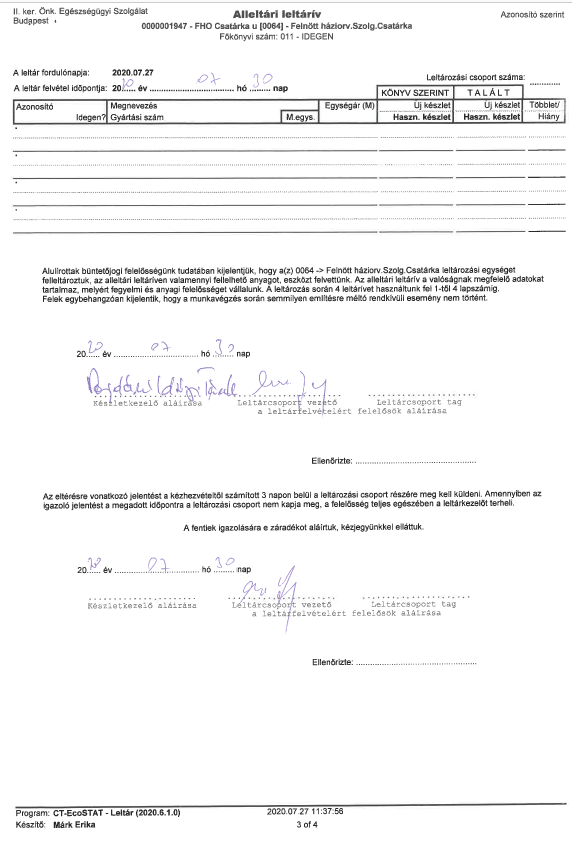 II. ker. Önk. Egészségügyi Szolgálat
Budapest
Alleltári leltárív
Azonosító szerint
0000001947 - FHO Csatárka u [0064] - Felnőtt háziorv.Szolg.Csatárka
Főkönyvi szám: 011 - IDEGEN
A leltár fordulónapja: 2020.07.27
Leltározási csoport száma: ............
A leltár felvétel időpontja: 2020 év 07 hó 30 nap
KÖNYV SZERINT TALÁLT
Azonosító Megnevezés Egységár (M) Új készlet Új készlet Többlet/
Idegen? Gyártási szám M.egys. Haszn. készlet Haszn. készlet Hiány
Alulírottak büntetőjogi felelősségünk tudatában kijelentjük, hogy a(z) 0064 -> Felnőtt háziorv.Szolg.Csatárka leltározási egységet
felleltároztuk, az alleltári leltáríven valamennyi fellelhető anyagot, eszközt felvettünk. Az alleltári leltárív a valóságnak megfelelő adatokat
tartalmaz, melyért fegyelmi és anyagi felelősséget vállalunk. A leltározás során 4 leltárívet használtunk fel 1-től 4 lapszámig.
Felek egybehangzóan kijelentik, hogy a munkavégzés során semmilyen említésre méltó rendkívüli esemény nem történt.
2020 év 07 hó 30 nap
Készletkezelő aláírása Leltárcsoport vezető Leltárcsoport tag
a leltárfelvételért felelősök aláírása
Ellenőrizte: ........................................
Az eltérésre vonatkozó jelentést a kézhezvételtől számított 3 napon belül a leltározási csoport részére meg kell küldeni. Amennyiben az
igazoló jelentést a megadott időpontra a leltározási csoport nem kapja meg, a felelősség teljes egészében a leltárkezelőt terheli.
A fentiek igazolására e záradékot aláírtuk, kézjegyünkkel elláttuk.
2020 év 07 hó 30 nap
Készletkezelő aláírása Leltárcsoport vezető Leltárcsoport tag
a leltárfelvételért felelősök aláírása
Ellenőrizte: ........................................
Program: CT-EcoSTAT - Leltár (2020.6.1.0) 2020.07.27 11:37:56
Készítő: Márk Erika 3 of 4